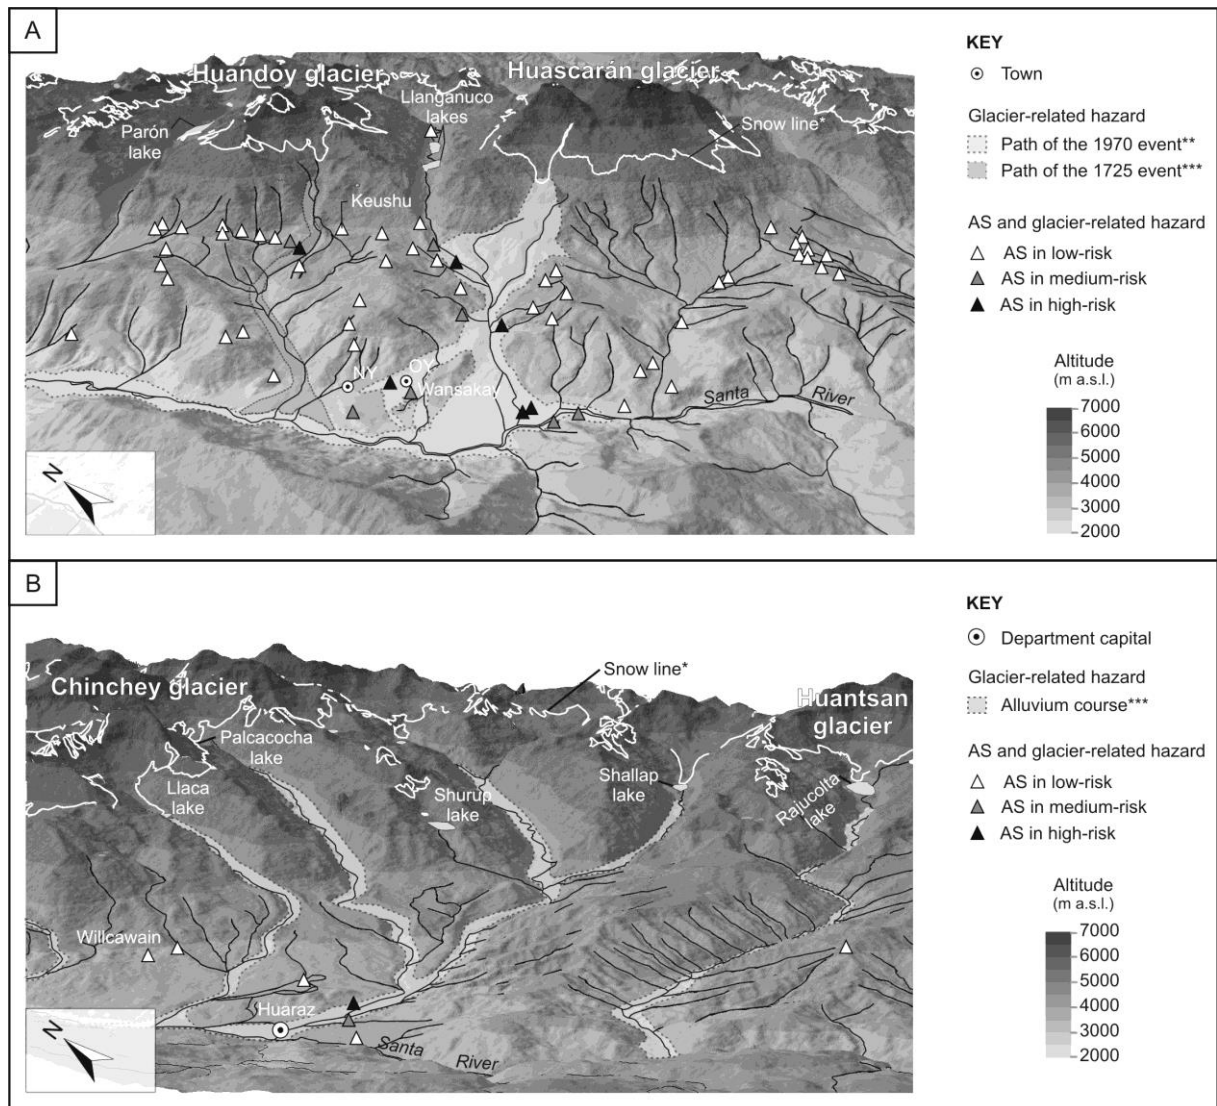 A
Huandoy glacier
Huascarán glacier
Llanganuco
lakes
Parón
lake
Snow line*
Keushu
NY
OY
Wansakay
Santa
River
N
KEY
Town
Glacier-related hazard
Path of the 1970 event**
Path of the 1725 event***
AS and glacier-related hazard
AS in low-risk
AS in medium-risk
AS in high-risk
Altitude
(m a.s.l.)
7000
6000
5000
4000
3000
2000
B
Snow line*
Chinchey glacier
Huantsan
glacier
Palcacocha
lake
Llaca
lake
Shurup
lake
Shallap
lake
Rajucolta
lake
Willcawain
Huaraz
Santa
River
N
KEY
Department capital
Glacier-related hazard
Alluvium course***
AS and glacier-related hazard
AS in low-risk
AS in medium-risk
AS in high-risk
Altitude
(m a.s.l.)
7000
6000
5000
4000
3000
2000